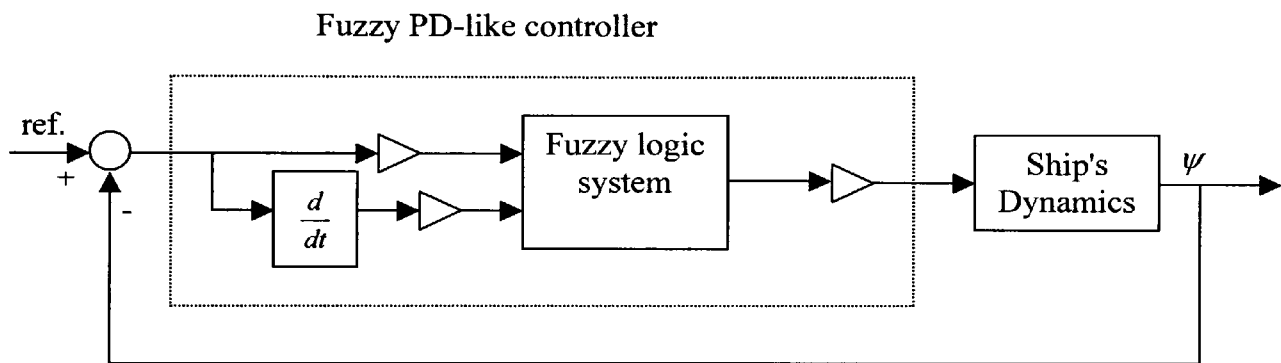 Fuzzy PD-like controller
ref.
+
-
d
dt
Fuzzy logic
system
Ship's
Dynamics
ψ